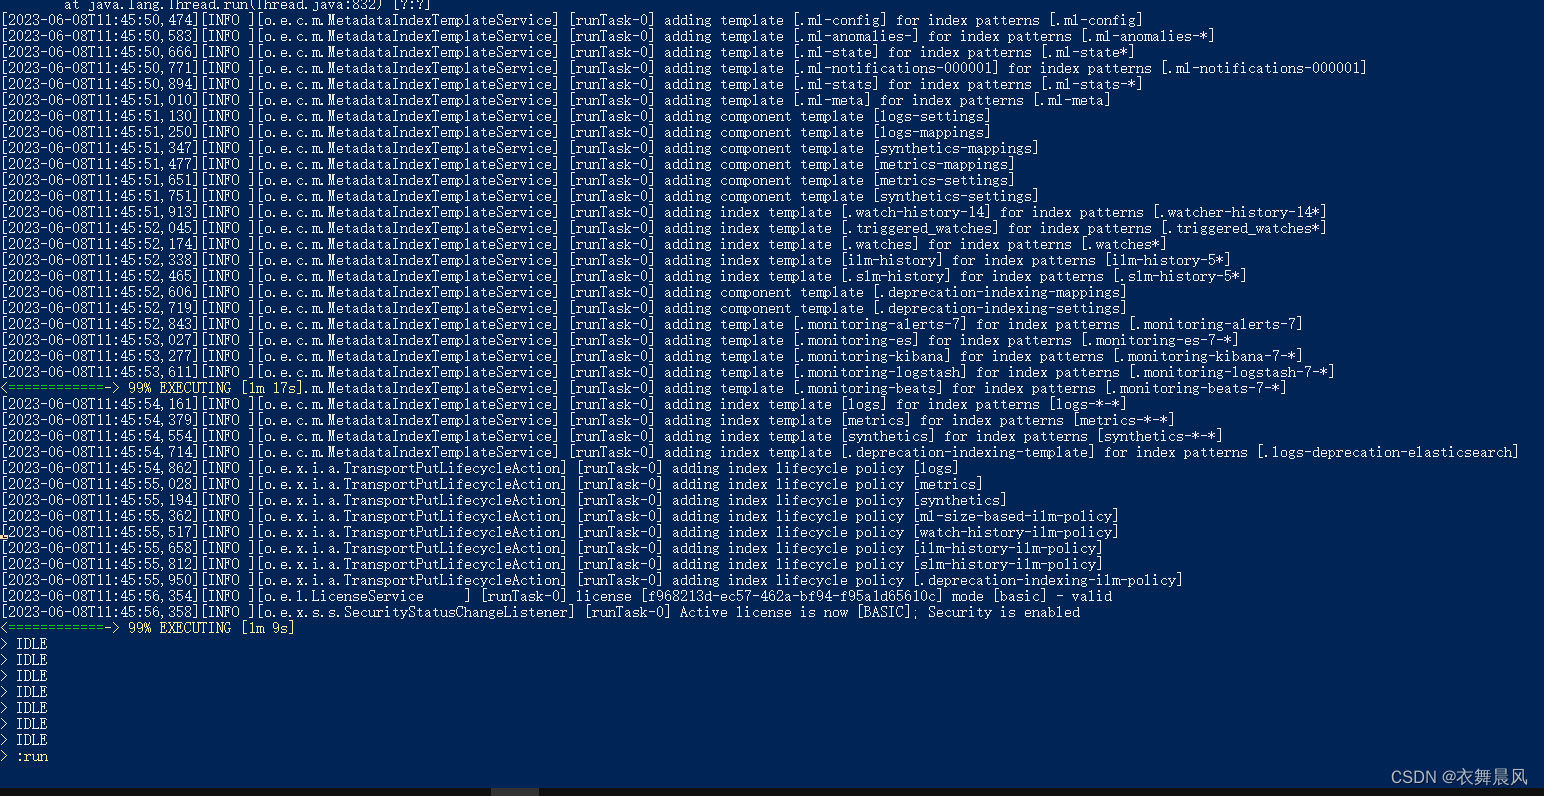 at java.lang.Thread.run(Thread.java:832) [?:?]
[2023-06-08T11:45:50,474][INFO ][o.e.c.m.MetadataIndexTemplateService] [runTask-0] adding template [.ml-config] for index patterns [.ml-config]
[2023-06-08T11:45:50,583][INFO ][o.e.c.m.MetadataIndexTemplateService] [runTask-0] adding template [.ml-anomalies-] for index patterns [.ml-anomalies-*]
[2023-06-08T11:45:50,666][INFO ][o.e.c.m.MetadataIndexTemplateService] [runTask-0] adding template [.ml-state] for index patterns [.ml-state*]
[2023-06-08T11:45:50,771][INFO ][o.e.c.m.MetadataIndexTemplateService] [runTask-0] adding template [.ml-notifications-000001] for index patterns [.ml-notifications-000001]
[2023-06-08T11:45:50,894][INFO ][o.e.c.m.MetadataIndexTemplateService] [runTask-0] adding template [.ml-stats] for index patterns [.ml-stats-*]
[2023-06-08T11:45:51,010][INFO ][o.e.c.m.MetadataIndexTemplateService] [runTask-0] adding template [.ml-meta] for index patterns [.ml-meta]
[2023-06-08T11:45:51,130][INFO ][o.e.c.m.MetadataIndexTemplateService] [runTask-0] adding component template [logs-settings]
[2023-06-08T11:45:51,250][INFO ][o.e.c.m.MetadataIndexTemplateService] [runTask-0] adding component template [logs-mappings]
[2023-06-08T11:45:51,347][INFO ][o.e.c.m.MetadataIndexTemplateService] [runTask-0] adding component template [synthetics-mappings]
[2023-06-08T11:45:51,477][INFO ][o.e.c.m.MetadataIndexTemplateService] [runTask-0] adding component template [metrics-mappings]
[2023-06-08T11:45:51,651][INFO ][o.e.c.m.MetadataIndexTemplateService] [runTask-0] adding component template [metrics-settings]
[2023-06-08T11:45:51,751][INFO ][o.e.c.m.MetadataIndexTemplateService] [runTask-0] adding component template [synthetics-settings]
[2023-06-08T11:45:51,913][INFO ][o.e.c.m.MetadataIndexTemplateService] [runTask-0] adding index template [.watch-history-14] for index patterns [.watcher-history-14*]
[2023-06-08T11:45:52,045][INFO ][o.e.c.m.MetadataIndexTemplateService] [runTask-0] adding index template [.triggered_watches] for index patterns [.triggered_watches*]
[2023-06-08T11:45:52,174][INFO ][o.e.c.m.MetadataIndexTemplateService] [runTask-0] adding index template [.watches] for index patterns [.watches*]
[2023-06-08T11:45:52,338][INFO ][o.e.c.m.MetadataIndexTemplateService] [runTask-0] adding index template [ilm-history] for index patterns [ilm-history-5*]
[2023-06-08T11:45:52,465][INFO ][o.e.c.m.MetadataIndexTemplateService] [runTask-0] adding index template [.slm-history] for index patterns [.slm-history-5*]
[2023-06-08T11:45:52,606][INFO ][o.e.c.m.MetadataIndexTemplateService] [runTask-0] adding component template [.deprecation-indexing-mappings]
[2023-06-08T11:45:52,719][INFO ][o.e.c.m.MetadataIndexTemplateService] [runTask-0] adding component template [.deprecation-indexing-settings]
[2023-06-08T11:45:52,843][INFO ][o.e.c.m.MetadataIndexTemplateService] [runTask-0] adding template [.monitoring-alerts-7] for index patterns [.monitoring-alerts-7]
[2023-06-08T11:45:53,027][INFO ][o.e.c.m.MetadataIndexTemplateService] [runTask-0] adding template [.monitoring-es] for index patterns [.monitoring-es-7-*]
[2023-06-08T11:45:53,277][INFO ][o.e.c.m.MetadataIndexTemplateService] [runTask-0] adding template [.monitoring-kibana] for index patterns [.monitoring-kibana-7-*]
[2023-06-08T11:45:53,611][INFO ][o.e.c.m.MetadataIndexTemplateService] [runTask-0] adding template [.monitoring-logstash] for index patterns [.monitoring-logstash-7-*]
<============-> 99% EXECUTING [1m 17s].m.MetadataIndexTemplateService] [runTask-0] adding template [.monitoring-beats] for index patterns [.monitoring-beats-7-*]
[2023-06-08T11:45:54,161][INFO ][o.e.c.m.MetadataIndexTemplateService] [runTask-0] adding index template [logs] for index patterns [logs-*-*]
[2023-06-08T11:45:54,379][INFO ][o.e.c.m.MetadataIndexTemplateService] [runTask-0] adding index template [metrics] for index patterns [metrics-*-*]
[2023-06-08T11:45:54,554][INFO ][o.e.c.m.MetadataIndexTemplateService] [runTask-0] adding index template [synthetics] for index patterns [synthetics-*-*]
[2023-06-08T11:45:54,714][INFO ][o.e.c.m.MetadataIndexTemplateService] [runTask-0] adding index template [.deprecation-indexing-template] for index patterns [.logs-deprecation-elasticsearch]
[2023-06-08T11:45:54,862][INFO ][o.e.x.i.a.TransportPutLifecycleAction] [runTask-0] adding index lifecycle policy [logs]
[2023-06-08T11:45:55,028][INFO ][o.e.x.i.a.TransportPutLifecycleAction] [runTask-0] adding index lifecycle policy [metrics]
[2023-06-08T11:45:55,194][INFO ][o.e.x.i.a.TransportPutLifecycleAction] [runTask-0] adding index lifecycle policy [synthetics]
[2023-06-08T11:45:55,362][INFO ][o.e.x.i.a.TransportPutLifecycleAction] [runTask-0] adding index lifecycle policy [ml-size-based-ilm-policy]
[2023-06-08T11:45:55,517][INFO ][o.e.x.i.a.TransportPutLifecycleAction] [runTask-0] adding index lifecycle policy [watch-history-ilm-policy]
[2023-06-08T11:45:55,658][INFO ][o.e.x.i.a.TransportPutLifecycleAction] [runTask-0] adding index lifecycle policy [ilm-history-ilm-policy]
[2023-06-08T11:45:55,812][INFO ][o.e.x.i.a.TransportPutLifecycleAction] [runTask-0] adding index lifecycle policy [slm-history-ilm-policy]
[2023-06-08T11:45:55,950][INFO ][o.e.x.i.a.TransportPutLifecycleAction] [runTask-0] adding index lifecycle policy [.deprecation-indexing-ilm-policy]
[2023-06-08T11:45:56,354][INFO ][o.e.l.LicenseService     ] [runTask-0] license [f968213d-ec57-462a-bf94-f95a1d65610c] mode [basic] - valid
[2023-06-08T11:45:56,358][INFO ][o.e.x.s.s.SecurityStatusChangeListener] [runTask-0] Active license is now [BASIC]; Security is enabled
<============-> 99% EXECUTING [1m 9s]
> IDLE
> IDLE
> IDLE
> IDLE
> IDLE
> IDLE
> IDLE
> :run
CSDN @衣舞晨风